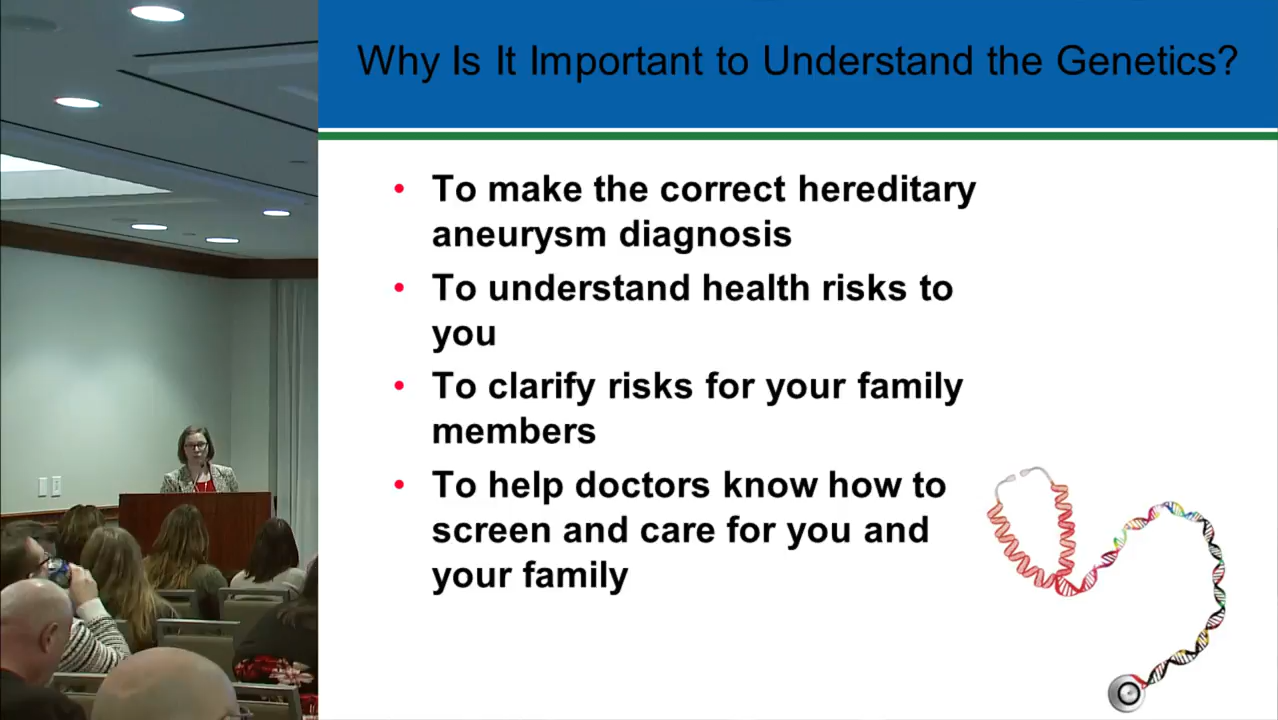 Why Is It Important to Understand the Genetics?
• To make the correct hereditary
aneurysm diagnosis
• To understand health risks to
you
• To clarify risks for your family
members
• To help doctors know how to
screen and care for you and
your family